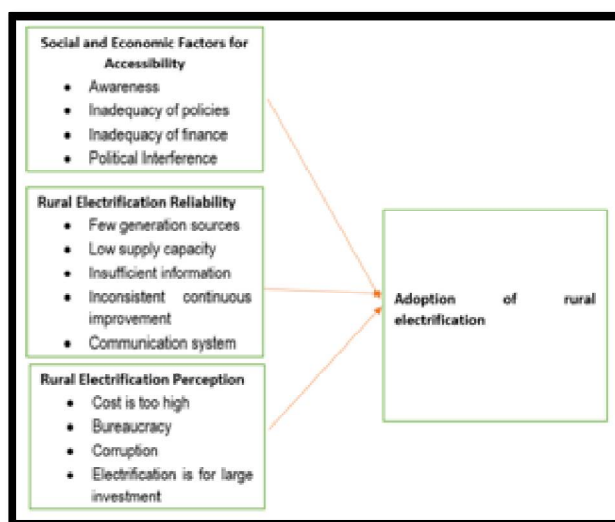 Social and Economic Factors for
Accessibility
• Awareness
• Inadequacy of policies
• Inadequacy of finance
• Political Interference
Rural Electrification Reliability
• Few generation sources
• Low supply capacity
• Insufficient information
• Inconsistent continuous
improvement
• Communication system
Rural Electrification Perception
• Cost is too high
• Bureaucracy
• Corruption
• Electrification is for large
investment
Adoption of rural
electrification